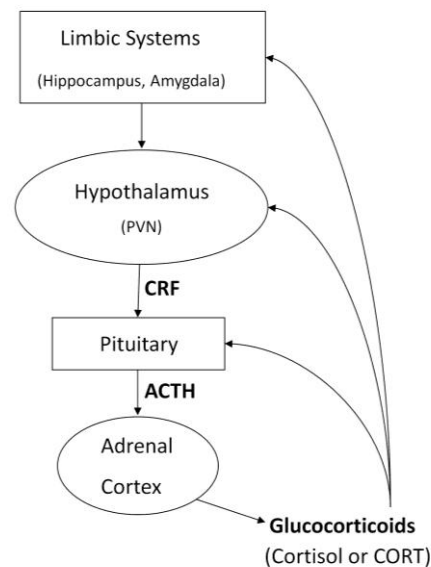 Limbic Systems
(Hippocampus, Amygdala)
Hypothalamus
(PVN)
CRF
Pituitary
ACTH
Adrenal
Cortex
Glucocorticoids
(Cortisol or CORT)